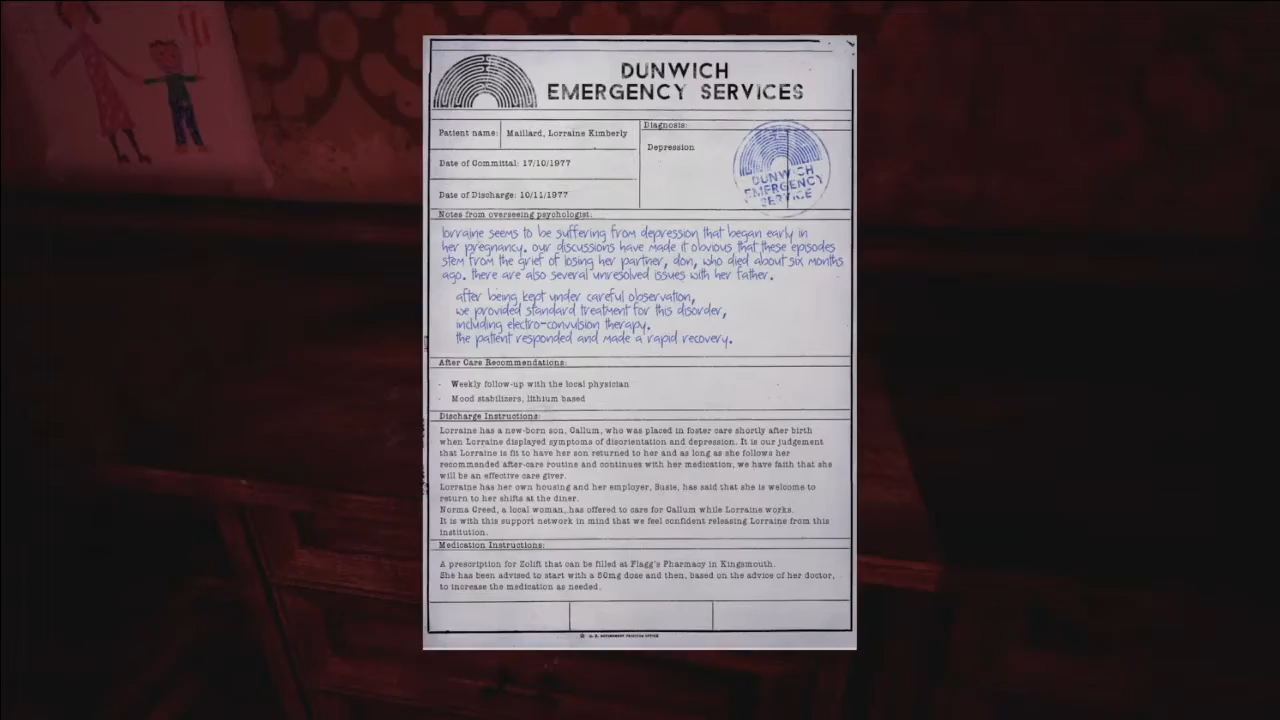 DUNWICH
EMERGENCY SERVICES
Patient name: Maillard, Lorraine Kimberly
Date of Committal: 17/10/1977
Date of Discharge: 10/11/1977
Diagnosis:
Depression
DUNWICH
EMERGENCY
SERVICE
Notes from overseeing psychologist:
lorraine seems to be suffering from depression that began early in
her pregnancy. our discussions have made it obvious that these episodes
stem from the grief of losing her partner, don, who died about six months
ago. there are also several unresolved issues with her father.
after being kept under careful observation,
we provided standard treatment for this disorder,
including electro-convulsion therapy.
the patient responded and made a rapid recovery.
After Care Recommendations:
- Weekly follow-up with the local physician
- Mood stabilizers, lithium based
Discharge Instructions:
Lorraine has a new-born son, Callum, who was placed in foster care shortly after birth
when Lorraine displayed symptoms of disorientation and depression. It is our judgement
that Lorraine is fit to have her son returned to her and as long as she follows her
recommended after-care routine and continues with her medication, we have faith that she
will be an effective care giver.
Lorraine has her own housing and her employer, Susie, has said that she is welcome to
return to her shifts at the diner.
Norma Creed, a local woman, has offered to care for Callum while Lorraine works.
It is with this support network in mind that we feel confident releasing Lorraine from this
institution.
Medication Instructions:
A prescription for Zolift that can be filled at Flagg's Pharmacy in Kingsmouth.
She has been advised to start with a 50mg dose and then, based on the advice of her doctor,
to increase the medication as needed.
U. S. GOVERNMENT PRINTING OFFICE